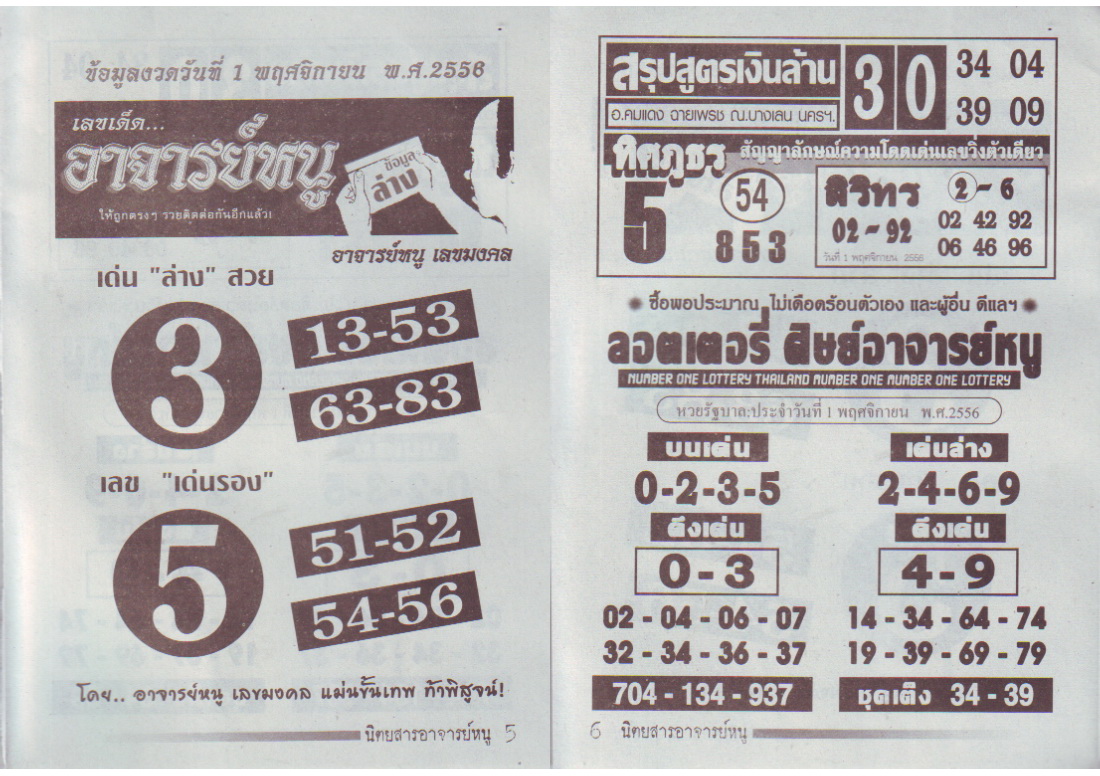 ข้อมูลงวดวันที่ 1 พฤศจิกายน พ.ศ.2556
เลขเด็ด...
อาจารย์หนู
ข้อมูล
ล่าง
ให้ถูกตรงๆ รวยติดต่อกันอีกแล้ว!
อาจารย์หนู เลขมงคล
เด่น "ล่าง" สวย
3
13-53
63-83
เลข "เด่นรอง"
5
51-52
54-56
โดย.. อาจารย์หนู เลขมงคล แม่นขั้นเทพ ท้าพิสูจน์!
นิตยสารอาจารย์หนู 5
สรุปสูตรเงินล้าน
อ.คมแดง ฉายเพรช ณ.บางเลน นครฯ.
30
34 04
39 09
ทิศภูธร
สัญญาลักษณ์ความโดดเด่นเลขวิ่งตัวเดียว
5
54
853
สิวิทร
2-6
02-92
02 42 92
06 46 96
วันที่ 1 พฤศจิกายน 2556
ซื้อพอประมาณ ไม่เดือดร้อนตัวเอง และผู้อื่น ดีแลฯ
ลอตเตอรี่ ศิษย์อาจารย์หนู
NUMBER ONE LOTTERY THAILAND NUMBER ONE NUMBER ONE LOTTERY
หวยรัฐบาล:ประจำวันที่ 1 พฤศจิกายน พ.ศ.2556
บนเด่น
0-2-3-5
ดึงเด่น
0 - 3
02 - 04 - 06 - 07
32 - 34 - 36 - 37
704 - 134 - 937
เด่นล่าง
2-4-6-9
ดึงเด่น
4 - 9
14 - 34 - 64 - 74
19 - 39 - 69 - 79
ชุดเต็ง 34 - 39
6 นิตยสารอาจารย์หนู